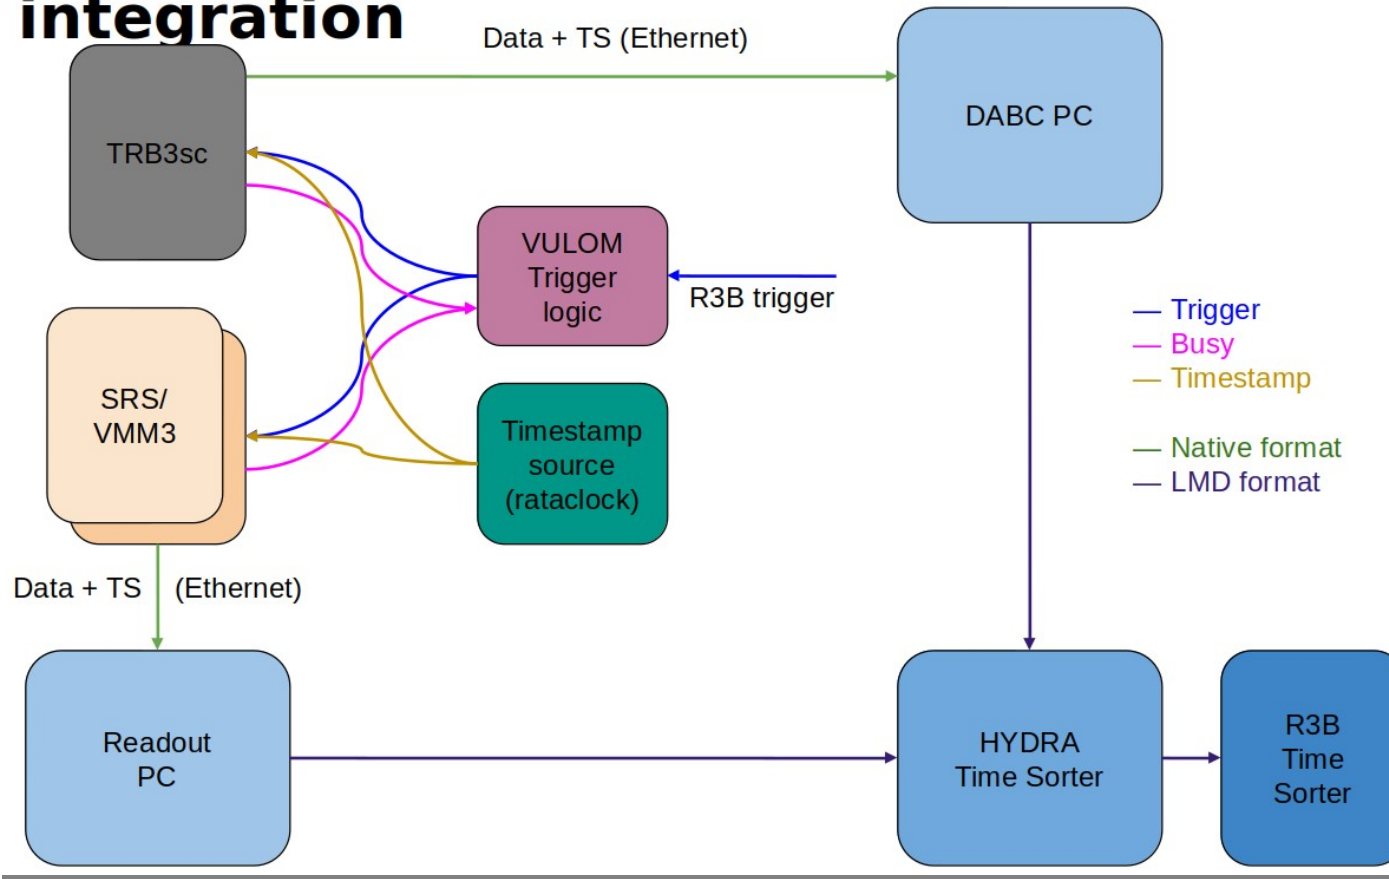 integration
Data + TS (Ethernet)
TRB3sc
DABC PC
VULOM
Trigger
logic
R3B trigger
— Trigger
— Busy
— Timestamp
— Native format
— LMD format
SRS/
VMM3
Timestamp
source
(rataclock)
Data + TS (Ethernet)
Readout
PC
HYDRA
Time Sorter
R3B
Time
Sorter